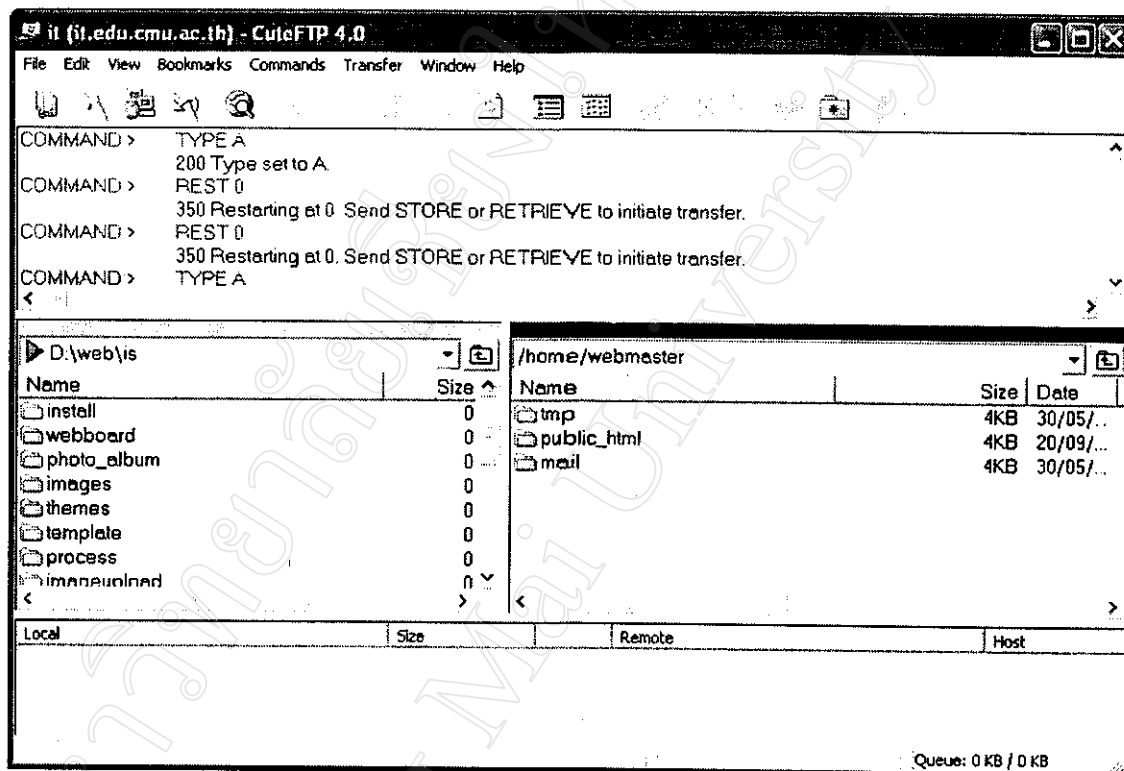 it (it.edu.cmu.ac.th) - CuteFTP 4.0
File Edit View Bookmarks Commands Transfer Window Help
COMMAND > TYPE A
200 Type set to A.
COMMAND > REST 0
350 Restarting at 0. Send STORE or RETRIEVE to initiate transfer.
COMMAND > REST 0
350 Restarting at 0. Send STORE or RETRIEVE to initiate transfer.
COMMAND > TYPE A
D:\web\is
Name Size
install 0
webboard 0
photo_album 0
images 0
themes 0
template 0
process 0
imageupload 0
/home/webmaster
Name Size Date
tmp 4KB 30/05/...
public_html 4KB 20/09/...
mail 4KB 30/05/...
Local Size Remote Host
Queue: 0 KB / 0 KB
Mai University